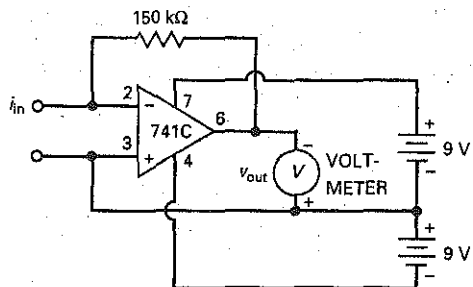 150 kΩ
i_in
2
−
7
741C
6
3
+
4
+
9 V
−
−
v_out
V
VOLT-
METER
+
+
9 V
−